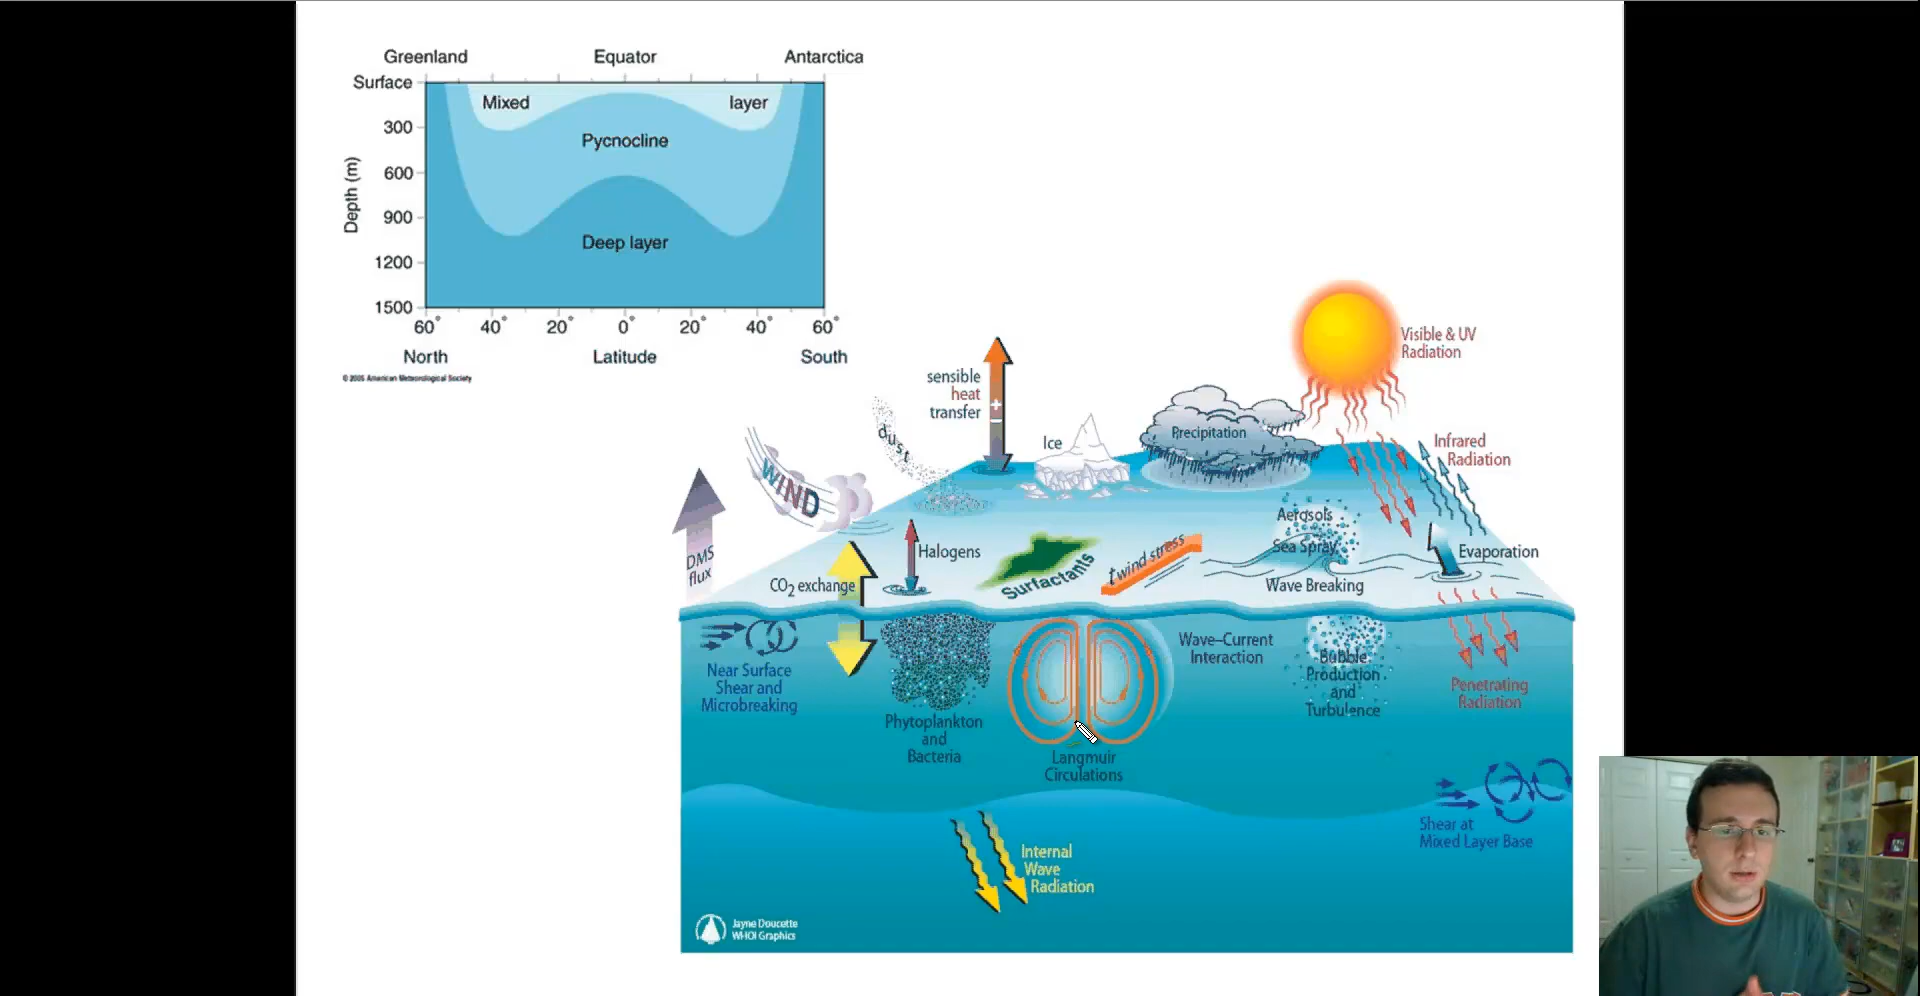 Greenland Equator Antarctica
Surface
Mixed layer
300
Pycnocline
600
Depth (m)
900
Deep layer
1200
1500
60° 40° 20° 0° 20° 40° 60°
North Latitude South
© 2005 American Meteorological Society
Visible & UV
Radiation
sensible
heat
transfer
+
–
dust
Ice
Precipitation
Infrared
Radiation
WIND
DMS
flux
CO2 exchange
Halogens
Surfactants
τ wind stress
Aerosols
Sea Spray
Wave Breaking
Evaporation
Near Surface
Shear and
Microbreaking
Phytoplankton
and
Bacteria
Langmuir
Circulations
Wave–Current
Interaction
Bubble
Production
and
Turbulence
Penetrating
Radiation
Shear at
Mixed Layer Base
Internal
Wave
Radiation
Jayne Doucette
WHOI Graphics